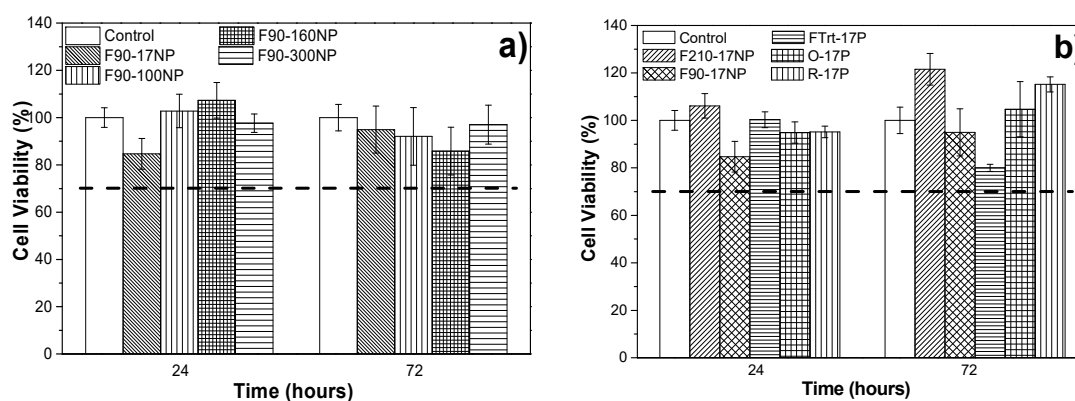 140
120
100
80
60
40
20
0
Cell Viability (%)
Control F90-160NP
F90-17NP F90-300NP
F90-100NP
a)
24 72
Time (hours)
140
120
100
80
60
40
20
0
Cell Viability (%)
Control FTrt-17P
F210-17NP O-17P
F90-17NP R-17P
b)
24 72
Time (hours)